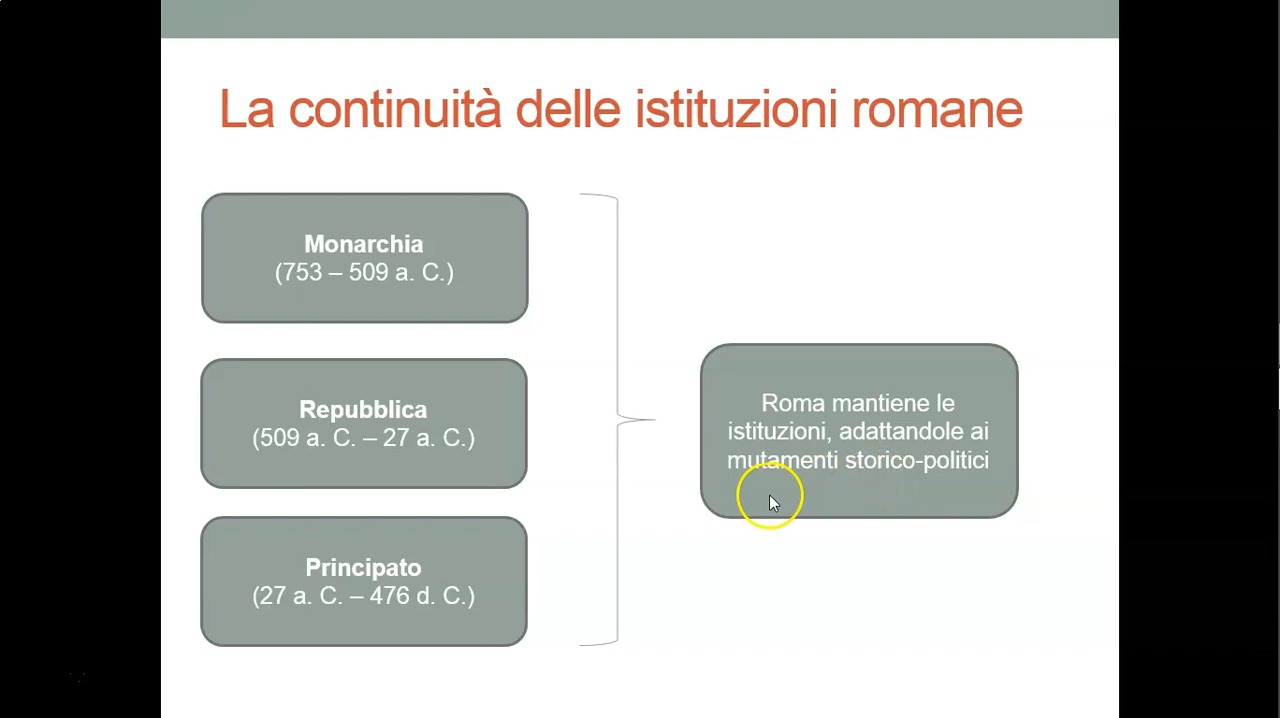 La continuità delle istituzioni romane
Monarchia
(753 – 509 a. C.)
Repubblica
(509 a. C. – 27 a. C.)
Principato
(27 a. C. – 476 d. C.)
Roma mantiene le
istituzioni, adattandole ai
mutamenti storico-politici